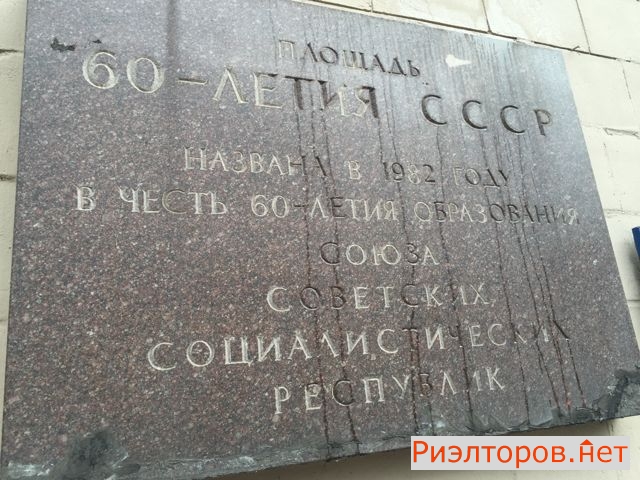 ПЛОЩАДЬ
60-ЛЕТИЯ СССР
НАЗВАНА В 1982 ГОДУ
В ЧЕСТЬ 60-ЛЕТИЯ ОБРАЗОВАНИЯ
СОЮЗА
СОВЕТСКИХ
СОЦИАЛИСТИЧЕСКИХ
РЕСПУБЛИК
Риэлторов.нет